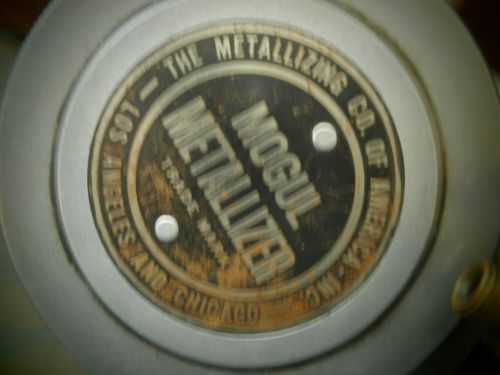 THE METALLIZING CO. OF AMERICA. INC.
LOS ANGELES AND CHICAGO
MOGUL
METALLIZER
TRADE MARK